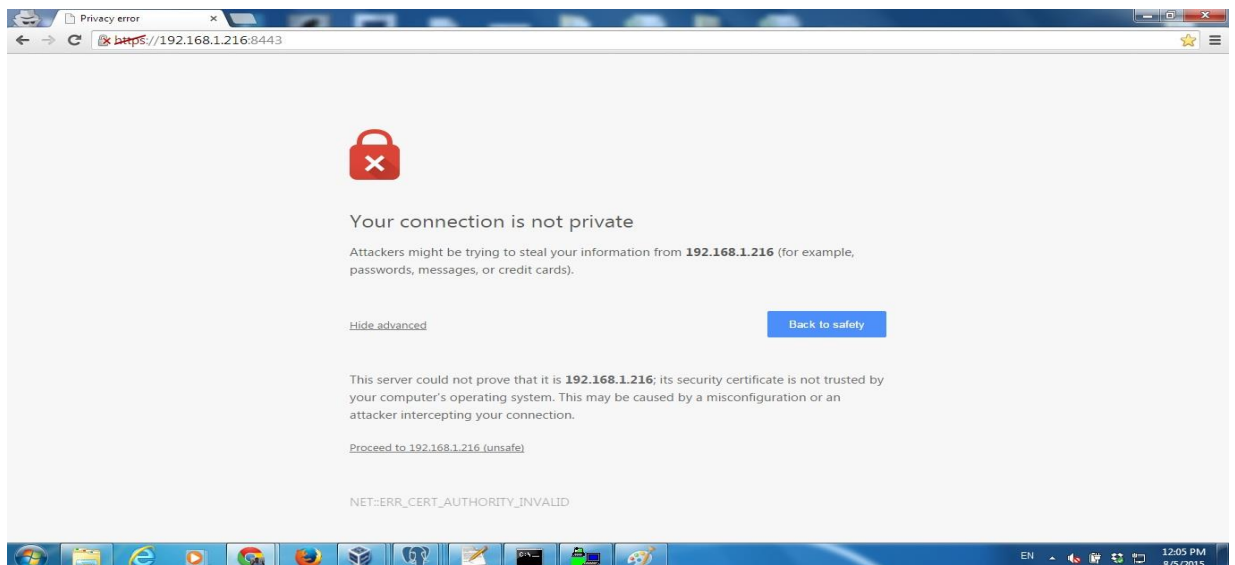 Privacy error
https://192.168.1.216:8443
Your connection is not private
Attackers might be trying to steal your information from 192.168.1.216 (for example,
passwords, messages, or credit cards).
Hide advanced
Back to safety
This server could not prove that it is 192.168.1.216; its security certificate is not trusted by
your computer's operating system. This may be caused by a misconfiguration or an
attacker intercepting your connection.
Proceed to 192.168.1.216 (unsafe)
NET::ERR_CERT_AUTHORITY_INVALID
EN
12:05 PM
8/5/2015